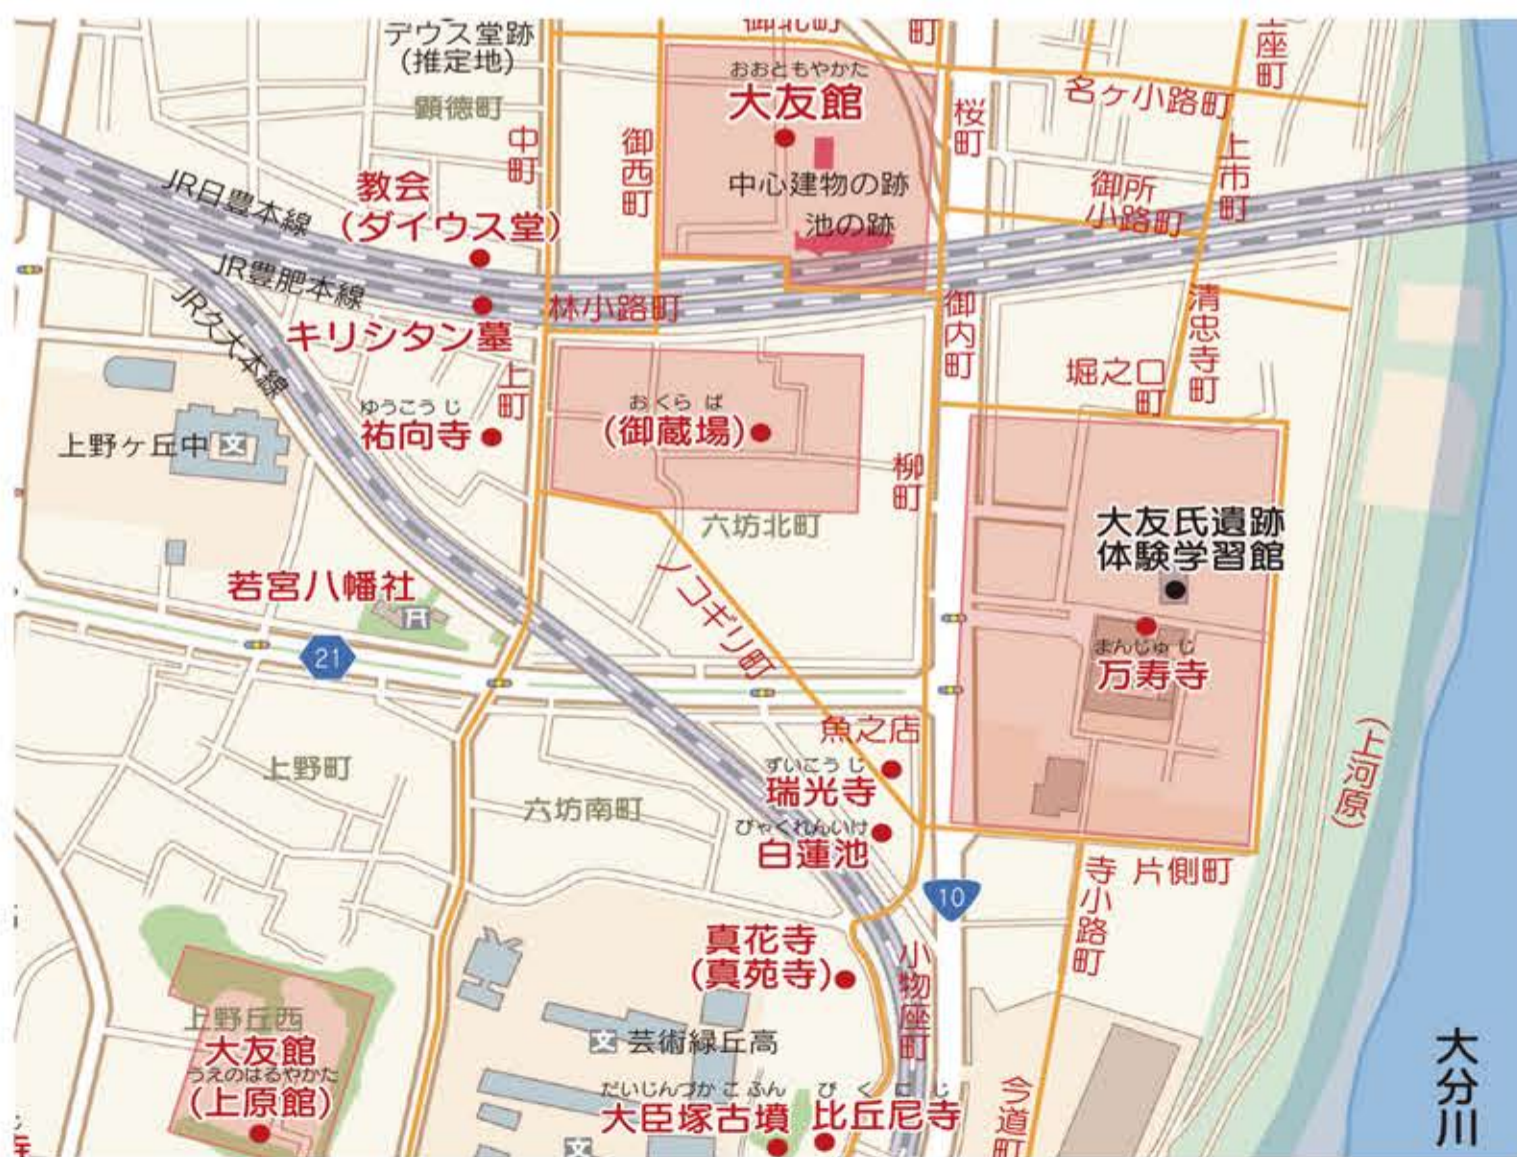 デウス堂跡
(推定地)
顕徳町
中町
御西町
御北町
町
おおともやかた
大友館
中心建物の跡
池の跡
桜町
名ヶ小路町
上市町
御所
小路町
JR日豊本線
JR豊肥本線
JR久大本線
教会
(ダイウス堂)
キリシタン墓
林小路町
御内町
清忠寺町
堀之口
町
上町
ゆうこうじ
祐向寺
おくらば
(御蔵場)
柳町
六坊北町
上野ヶ丘中
文
大友氏遺跡
体験学習館
まんじゅじ
万寿寺
若宮八幡社
21
ノコギリ町
魚之店
ずいこうじ
瑞光寺
びゃくれんいけ
白蓮池
上野町
六坊南町
(上河原)
片側町
寺小路町
10
真花寺
(真苑寺)
小物座町
上野丘西
大友館
うえのはるやかた
(上原館)
文
芸術緑丘高
だいじんづかこふん
大臣塚古墳
びくにじ
比丘尼寺
文
今道町
大分川